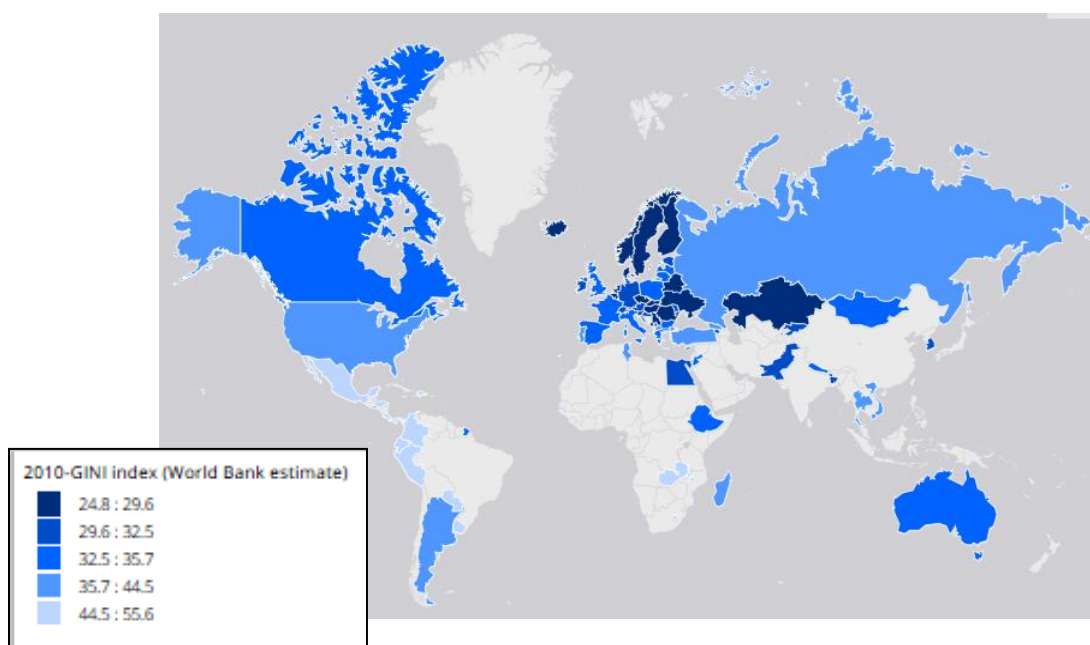 2010-GINI index (World Bank estimate)
24.8 : 29.6
29.6 : 32.5
32.5 : 35.7
35.7 : 44.5
44.5 : 55.6